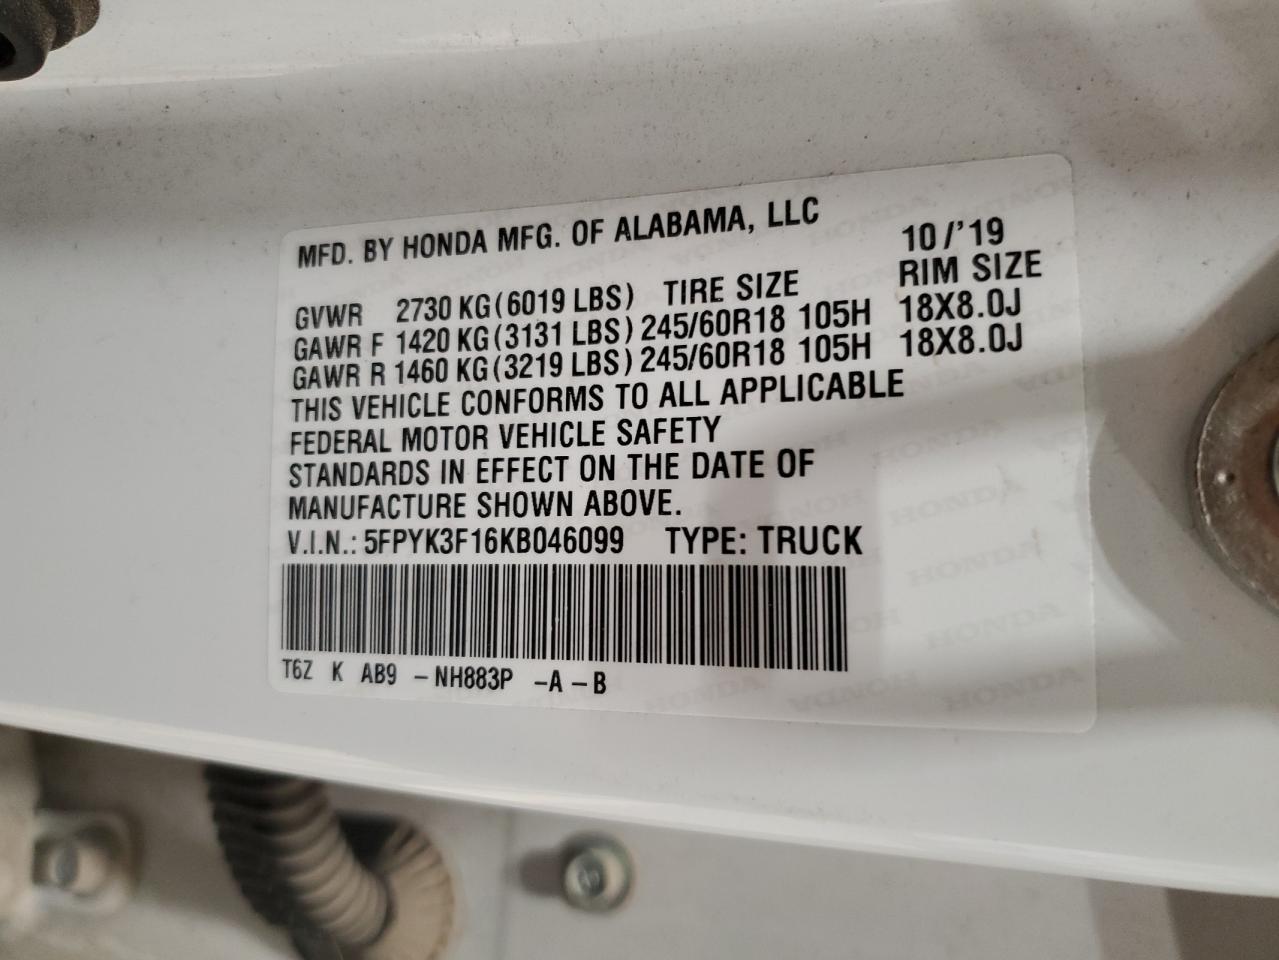 MFD. BY HONDA MFG. OF ALABAMA, LLC 10/'19
GVWR 2730 KG(6019 LBS) TIRE SIZE RIM SIZE
GAWR F 1420 KG(3131 LBS) 245/60R18 105H 18X8.0J
GAWR R 1460 KG(3219 LBS) 245/60R18 105H 18X8.0J
THIS VEHICLE CONFORMS TO ALL APPLICABLE
FEDERAL MOTOR VEHICLE SAFETY
STANDARDS IN EFFECT ON THE DATE OF
MANUFACTURE SHOWN ABOVE.
V.I.N.: 5FPYK3F16KB046099 TYPE: TRUCK
T6Z K AB9 -NH883P -A-B